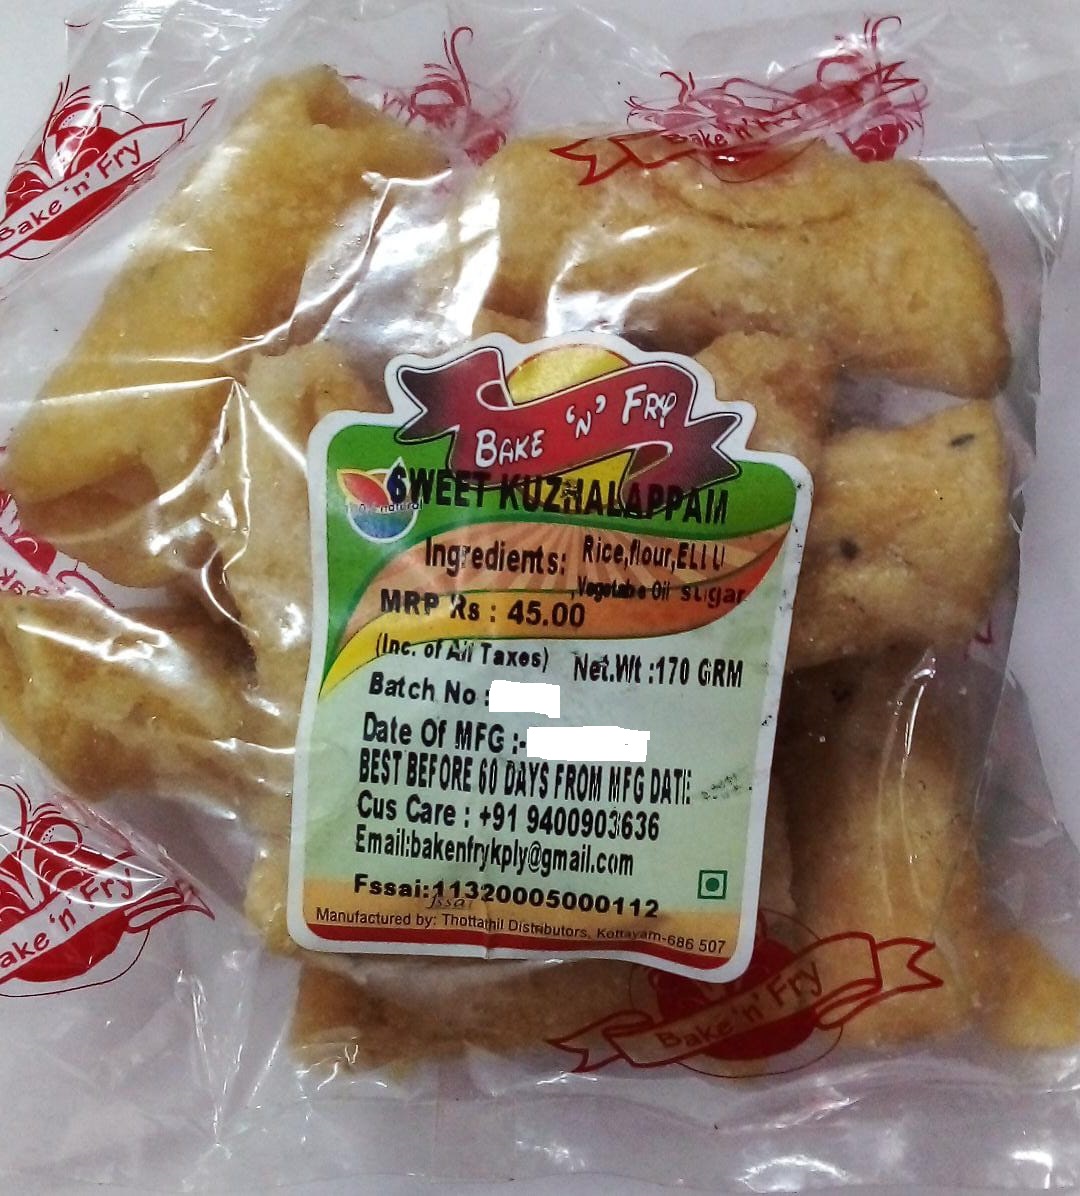 Bake 'n' Fry
Bake 'n' Fry
BAKE 'N' FRY
SWEET KUZHALAPPAM
Ingredients: Rice,flour,ELLU
,Vegetable Oil sugar
MRP Rs : 45.00
(Inc. of All Taxes)
Net.Wt :170 GRM
Batch No :
Date Of MFG :-
BEST BEFORE 60 DAYS FROM MFG DATE
Cus Care : +91 9400903636
Email:bakenfrykply@gmail.com
Fssai:11320005000112
fssai
Manufactured by: Thottathil Distributors, Kottayam-686 507
Bake 'n' Fry
Bake 'n' Fry